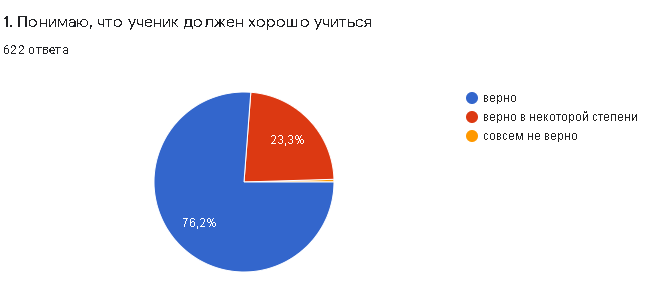 1. Понимаю, что ученик должен хорошо учиться
622 ответа
верно
верно в некоторой степени
совсем не верно
23,3%
76,2%